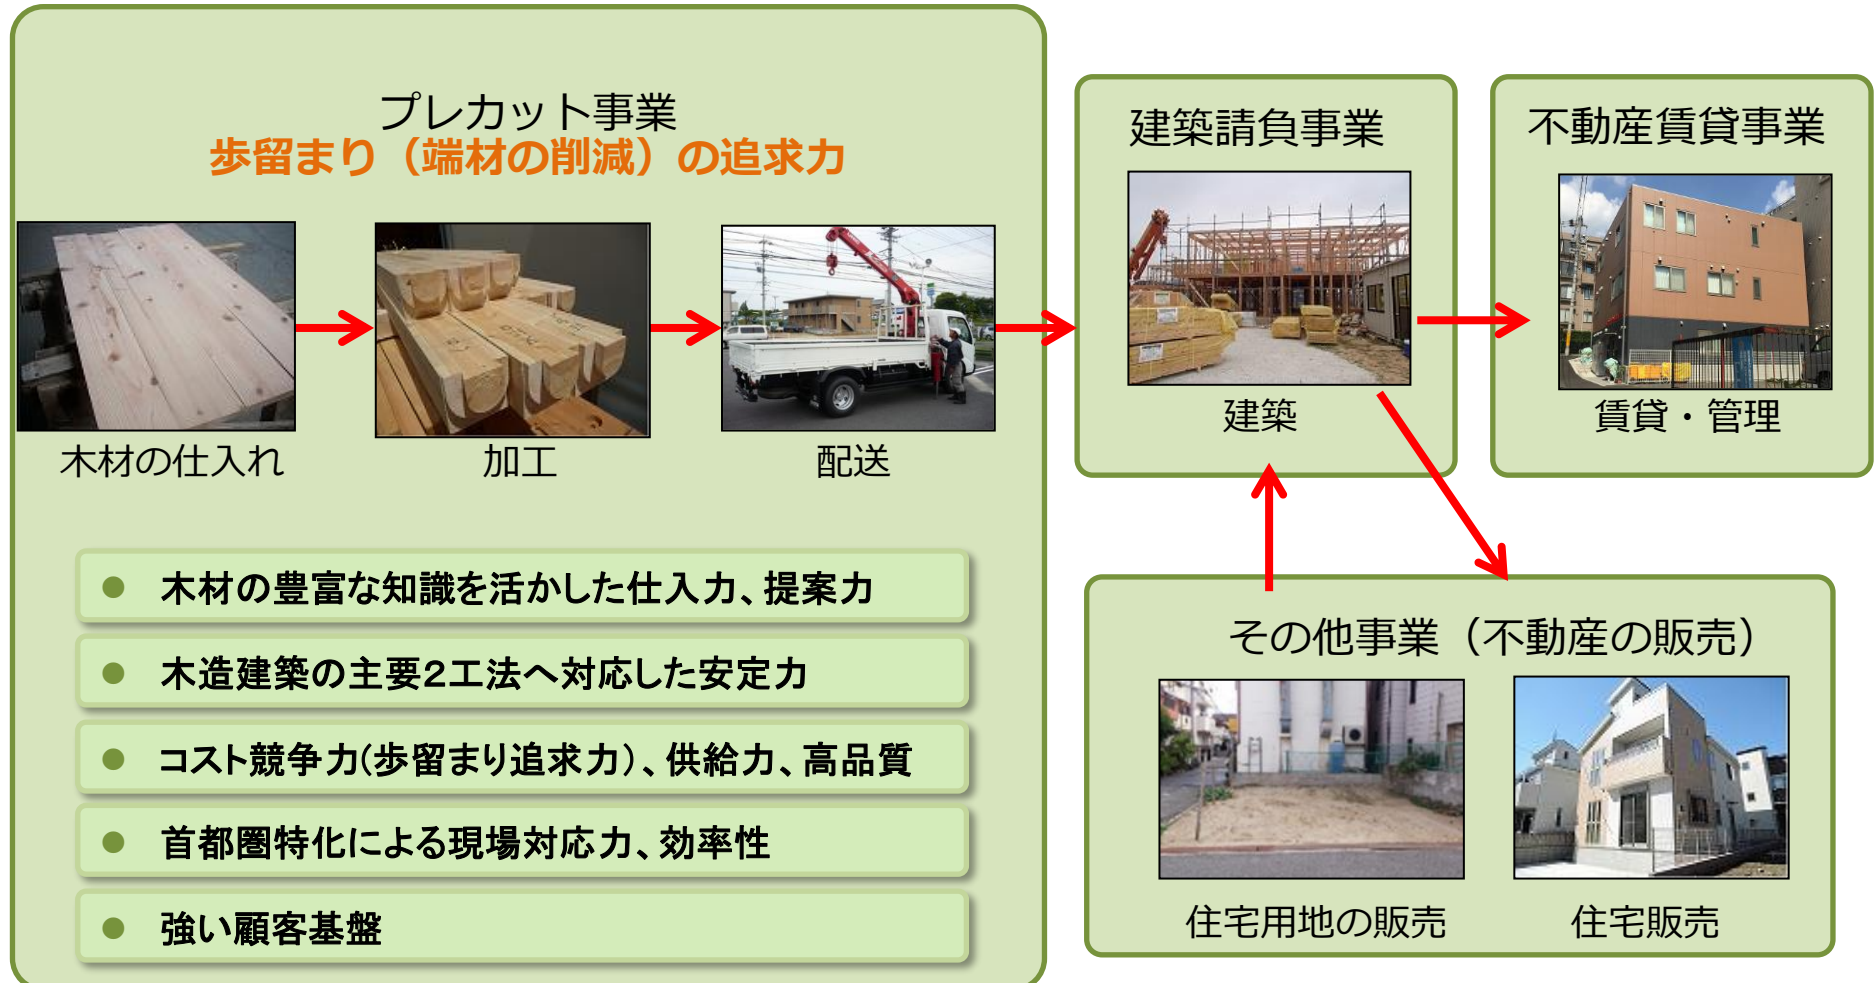 プレカット事業
歩留まり（端材の削減）の追求力
木材の仕入れ
加工
配送
● 木材の豊富な知識を活かした仕入力、提案力
● 木造建築の主要2工法へ対応した安定力
● コスト競争力(歩留まり追求力)、供給力、高品質
● 首都圏特化による現場対応力、効率性
● 強い顧客基盤
建築請負事業
建築
不動産賃貸事業
賃貸・管理
その他事業（不動産の販売）
住宅用地の販売
住宅販売